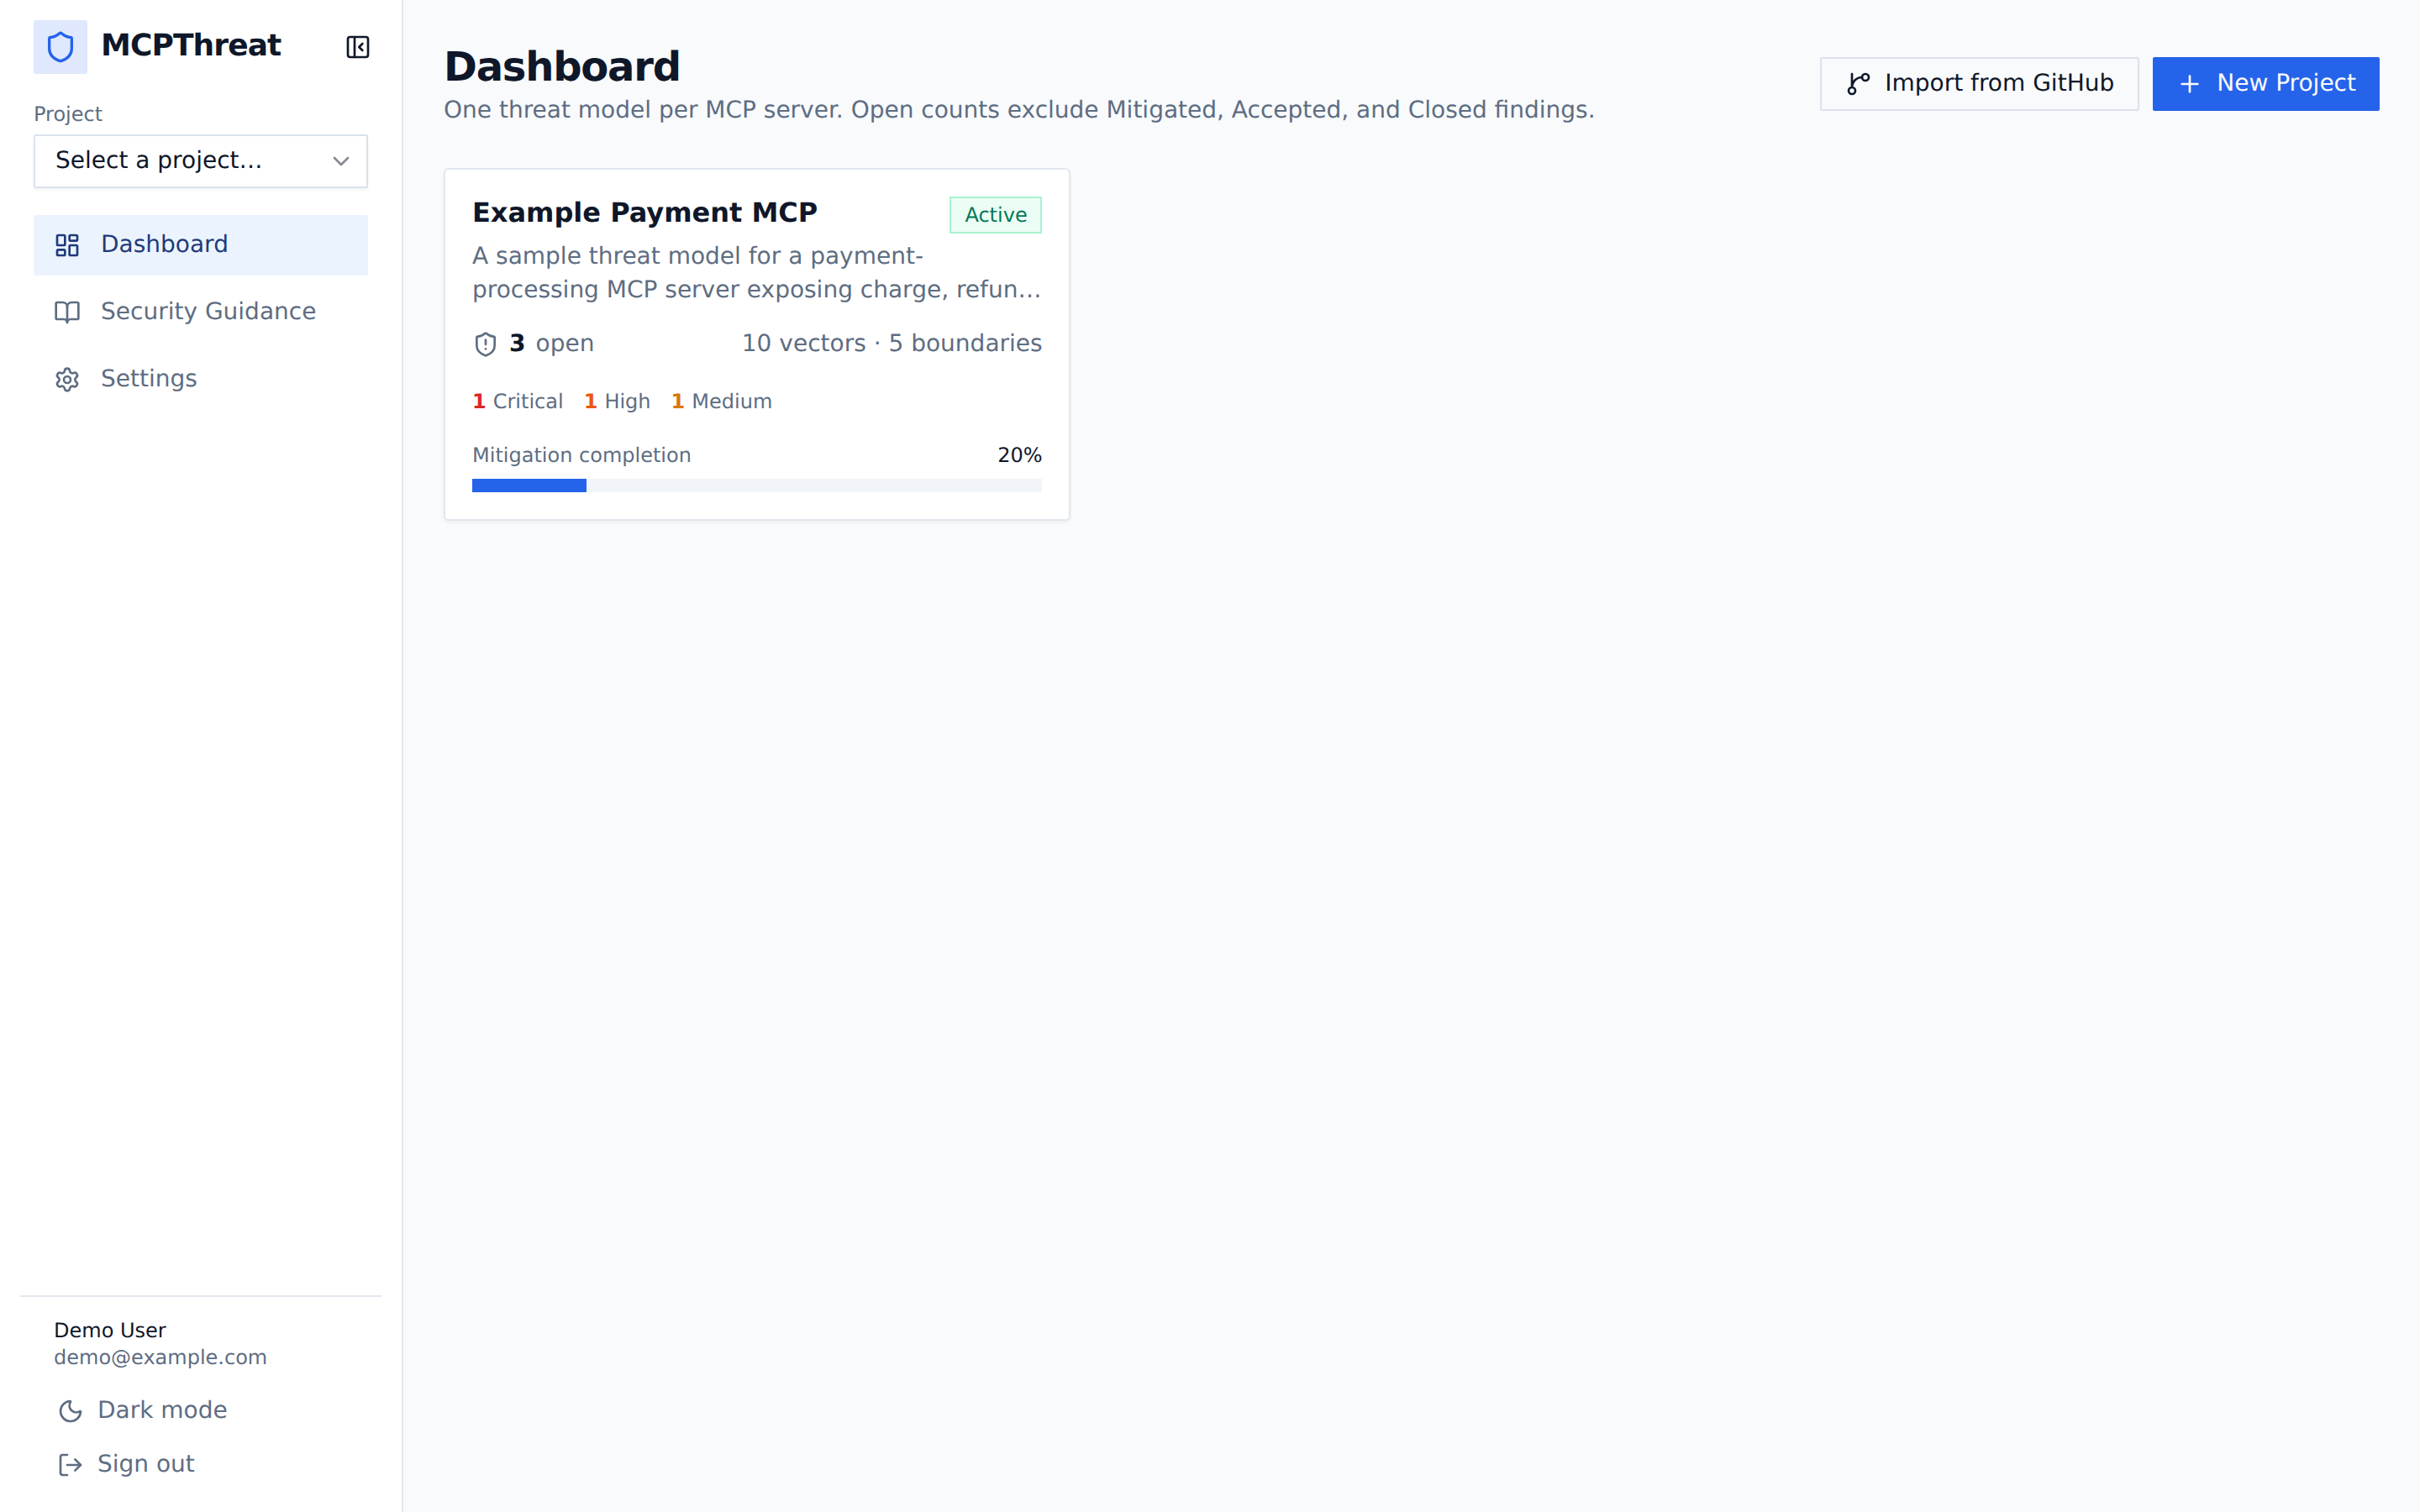 MCPThreat
Project
Select a project...
Dashboard
Security Guidance
Settings
Demo User
demo@example.com
Dark mode
Sign out
Dashboard
One threat model per MCP server. Open counts exclude Mitigated, Accepted, and Closed findings.
Import from GitHub
New Project
Example Payment MCP
Active
A sample threat model for a payment-
processing MCP server exposing charge, refun...
3 open
10 vectors · 5 boundaries
1 Critical 1 High 1 Medium
Mitigation completion
20%